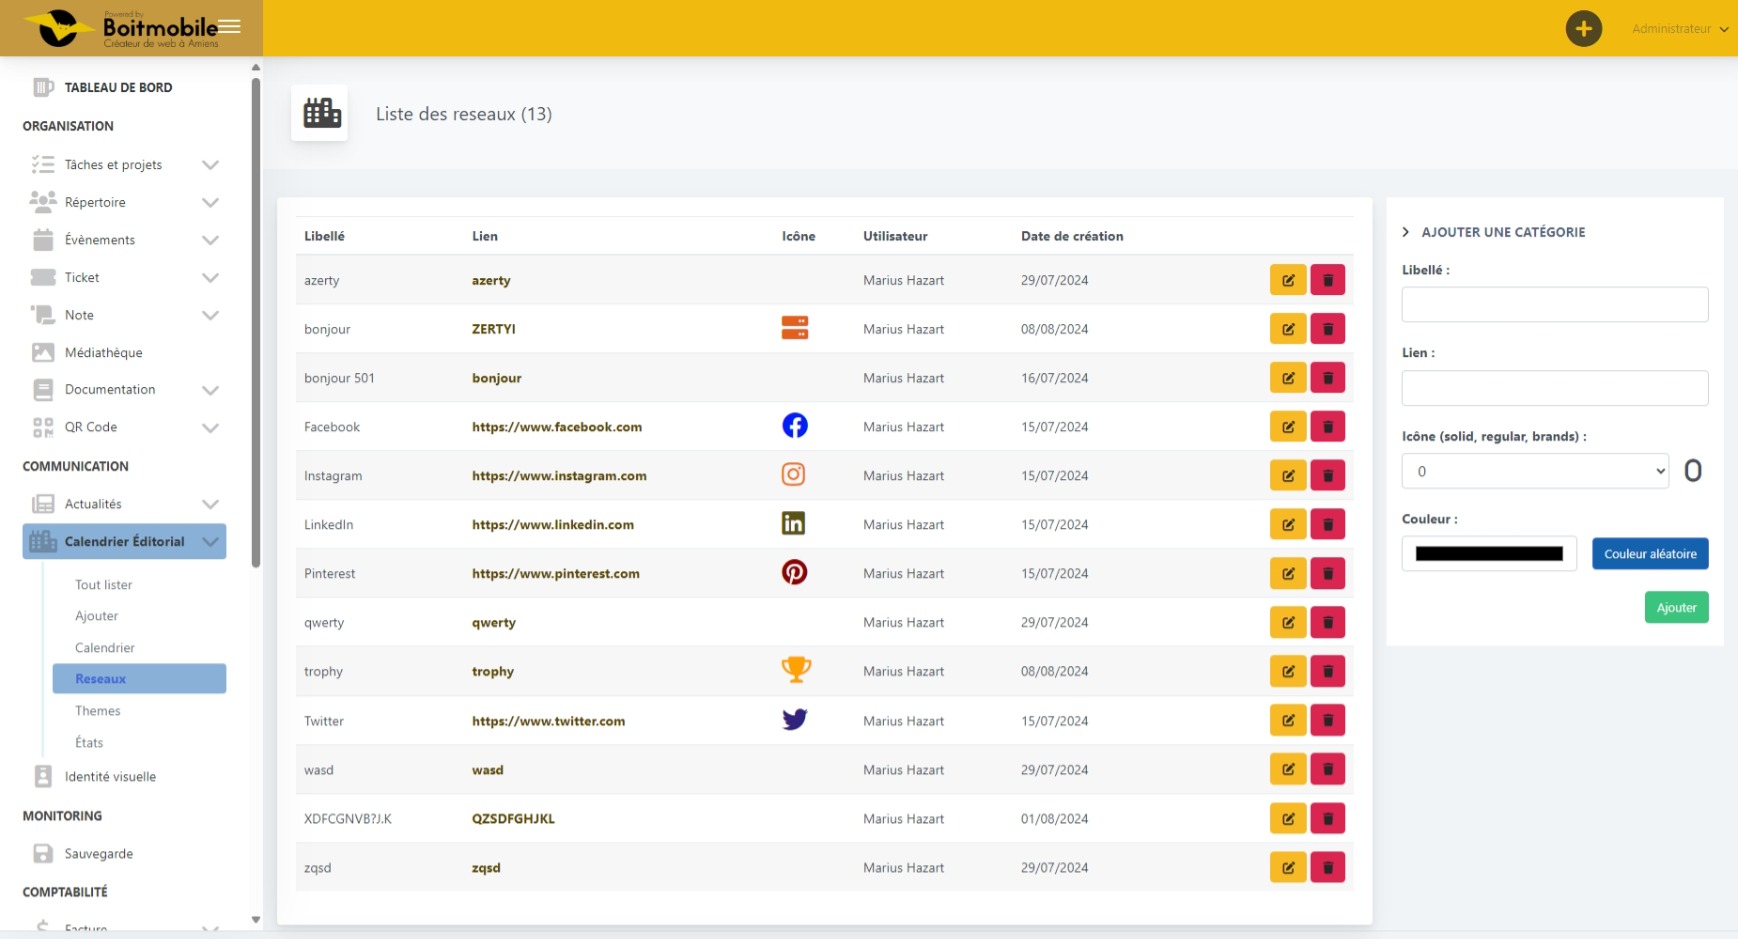 Powered by
Boitmobile
Créateur de web à Amiens
Administrateur
TABLEAU DE BORD
ORGANISATION
Tâches et projets
Répertoire
Évènements
Ticket
Note
Médiathèque
Documentation
QR Code
COMMUNICATION
Actualités
Calendrier Éditorial
Tout lister
Ajouter
Calendrier
Reseaux
Themes
États
Identité visuelle
MONITORING
Sauvegarde
COMPTABILITÉ
Facture
Liste des reseaux (13)
Libellé Lien Icône Utilisateur Date de création
azerty azerty Marius Hazart 29/07/2024
bonjour ZERTYI Marius Hazart 08/08/2024
bonjour 501 bonjour Marius Hazart 16/07/2024
Facebook https://www.facebook.com Marius Hazart 15/07/2024
Instagram https://www.instagram.com Marius Hazart 15/07/2024
LinkedIn https://www.linkedin.com in Marius Hazart 15/07/2024
Pinterest https://www.pinterest.com Marius Hazart 15/07/2024
qwerty qwerty Marius Hazart 29/07/2024
trophy trophy Marius Hazart 08/08/2024
Twitter https://www.twitter.com Marius Hazart 15/07/2024
wasd wasd Marius Hazart 29/07/2024
XDFCGNVB?J.K QZSDFGHJKL Marius Hazart 01/08/2024
zqsd zqsd Marius Hazart 29/07/2024
AJOUTER UNE CATÉGORIE
Libellé :
Lien :
Icône (solid, regular, brands) :
0 0
Couleur :
Couleur aléatoire
Ajouter